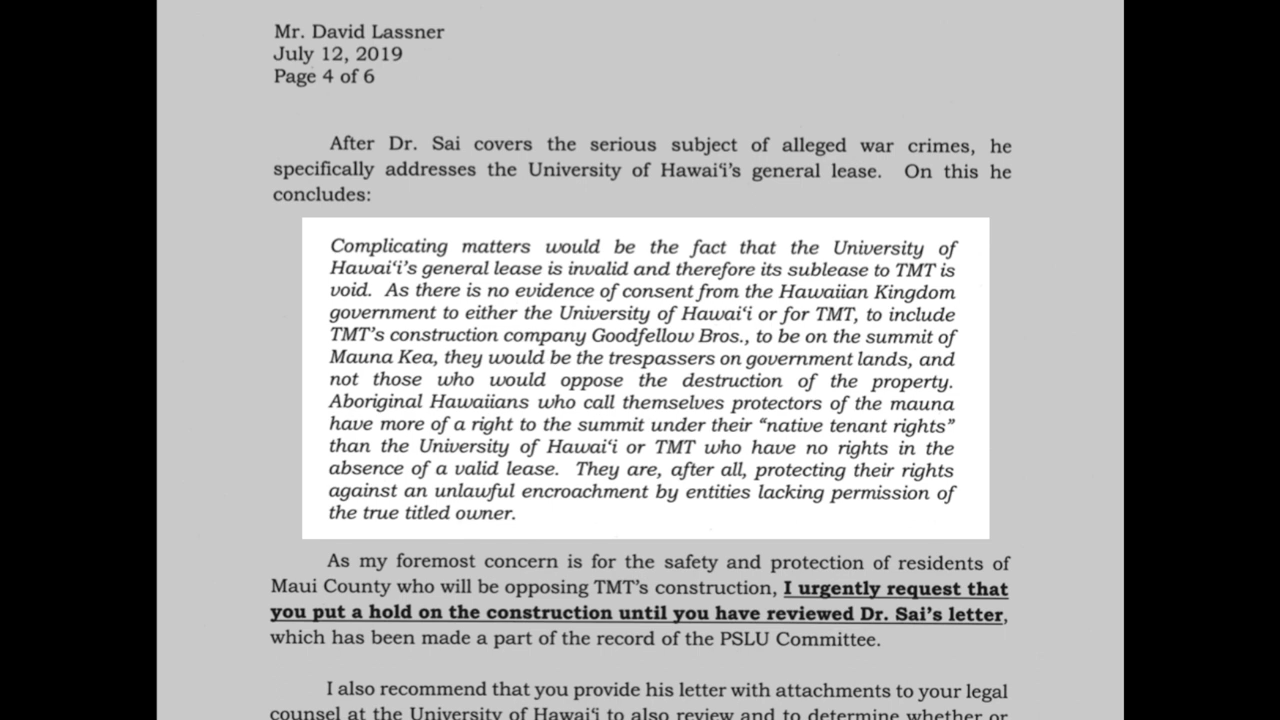 Mr. David Lassner
July 12, 2019
Page 4 of 6
After Dr. Sai covers the serious subject of alleged war crimes, he
specifically addresses the University of Hawai‘i’s general lease. On this he
concludes:
Complicating matters would be the fact that the University of
Hawai‘i’s general lease is invalid and therefore its sublease to TMT is
void. As there is no evidence of consent from the Hawaiian Kingdom
government to either the University of Hawai‘i or for TMT, to include
TMT’s construction company Goodfellow Bros., to be on the summit of
Mauna Kea, they would be the trespassers on government lands, and
not those who would oppose the destruction of the property.
Aboriginal Hawaiians who call themselves protectors of the mauna
have more of a right to the summit under their “native tenant rights”
than the University of Hawai‘i or TMT who have no rights in the
absence of a valid lease. They are, after all, protecting their rights
against an unlawful encroachment by entities lacking permission of
the true titled owner.
As my foremost concern is for the safety and protection of residents of
Maui County who will be opposing TMT’s construction, I urgently request that
you put a hold on the construction until you have reviewed Dr. Sai’s letter,
which has been made a part of the record of the PSLU Committee.
I also recommend that you provide his letter with attachments to your legal
counsel at the University of Hawai‘i to also review and to determine whether or